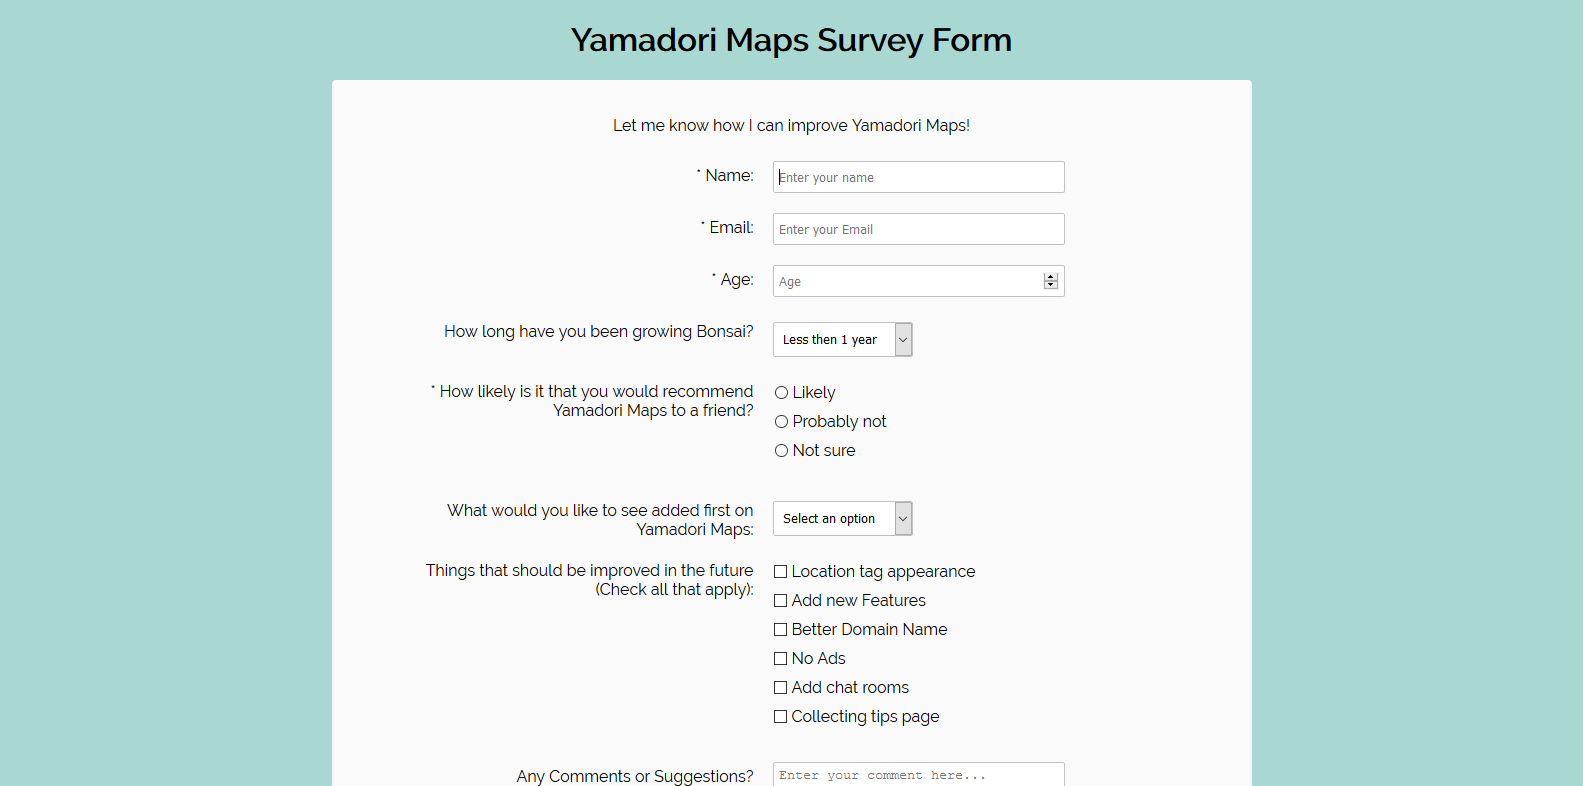 Yamadori Maps Survey Form
Let me know how I can improve Yamadori Maps!
* Name:
Enter your name
* Email:
Enter your Email
* Age:
Age
How long have you been growing Bonsai?
Less then 1 year
* How likely is it that you would recommend
Yamadori Maps to a friend?
Likely
Probably not
Not sure
What would you like to see added first on
Yamadori Maps:
Select an option
Things that should be improved in the future
(Check all that apply):
Location tag appearance
Add new Features
Better Domain Name
No Ads
Add chat rooms
Collecting tips page
Any Comments or Suggestions?
Enter your comment here...